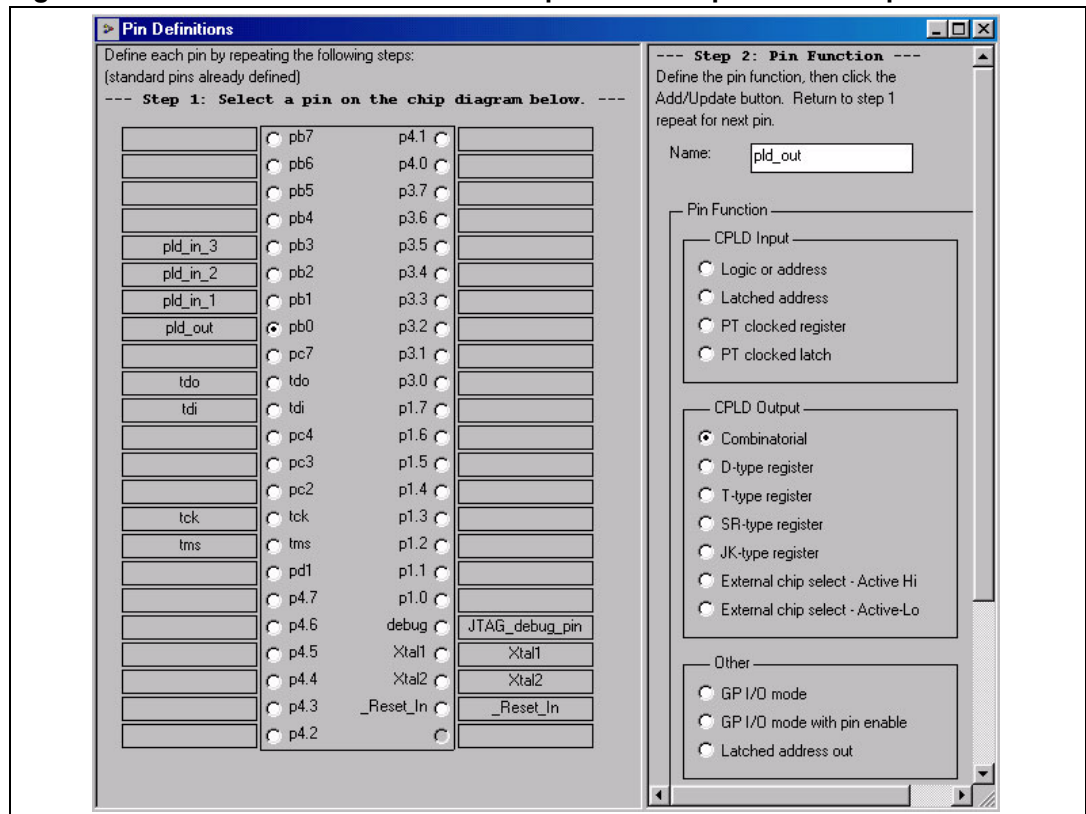 Pin Definitions
Define each pin by repeating the following steps:
(standard pins already defined)
--- Step 1: Select a pin on the chip diagram below. ---
pb7 p4.1
pb6 p4.0
pb5 p3.7
pb4 p3.6
pld_in_3 pb3 p3.5
pld_in_2 pb2 p3.4
pld_in_1 pb1 p3.3
pld_out pb0 p3.2
pc7 p3.1
tdo tdo p3.0
tdi tdi p1.7
pc4 p1.6
pc3 p1.5
pc2 p1.4
tck tck p1.3
tms tms p1.2
pd1 p1.1
p4.7 p1.0
p4.6 debug JTAG_debug_pin
p4.5 Xtal1 Xtal1
p4.4 Xtal2 Xtal2
p4.3 _Reset_In _Reset_In
p4.2
--- Step 2: Pin Function ---
Define the pin function, then click the
Add/Update button. Return to step 1
repeat for next pin.
Name: pld_out
Pin Function
CPLD Input
Logic or address
Latched address
PT clocked register
PT clocked latch
CPLD Output
Combinatorial
D-type register
T-type register
SR-type register
JK-type register
External chip select - Active Hi
External chip select - Active-Lo
Other
GP I/O mode
GP I/O mode with pin enable
Latched address out